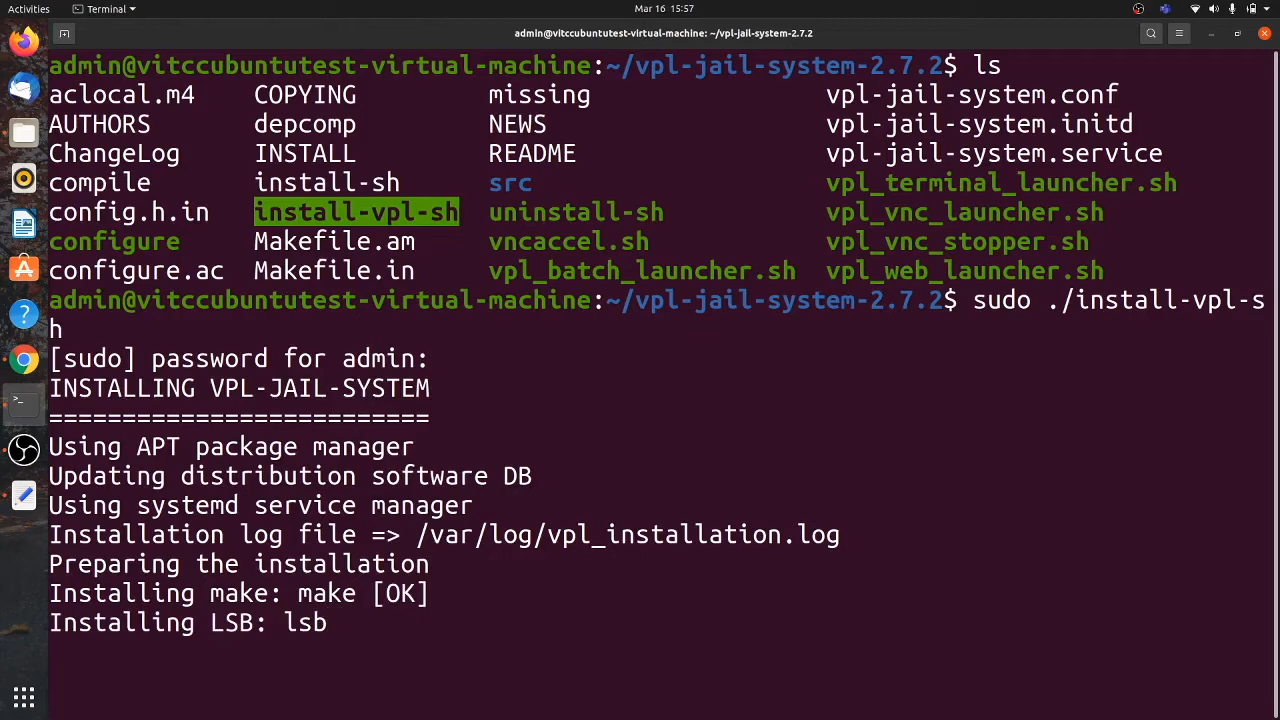 Activities Terminal Mar 16 15:57
admin@vitccubuntutest-virtual-machine: ~/vpl-jail-system-2.7.2
admin@vitccubuntutest-virtual-machine:~/vpl-jail-system-2.7.2$ ls
aclocal.m4 COPYING missing vpl-jail-system.conf
AUTHORS depcomp NEWS vpl-jail-system.initd
ChangeLog INSTALL README vpl-jail-system.service
compile install-sh src vpl_terminal_launcher.sh
config.h.in install-vpl-sh uninstall-sh vpl_vnc_launcher.sh
configure Makefile.am vncaccel.sh vpl_vnc_stopper.sh
configure.ac Makefile.in vpl_batch_launcher.sh vpl_web_launcher.sh
admin@vitccubuntutest-virtual-machine:~/vpl-jail-system-2.7.2$ sudo ./install-vpl-s
h
[sudo] password for admin:
INSTALLING VPL-JAIL-SYSTEM
==========================
Using APT package manager
Updating distribution software DB
Using systemd service manager
Installation log file => /var/log/vpl_installation.log
Preparing the installation
Installing make: make [OK]
Installing LSB: lsb